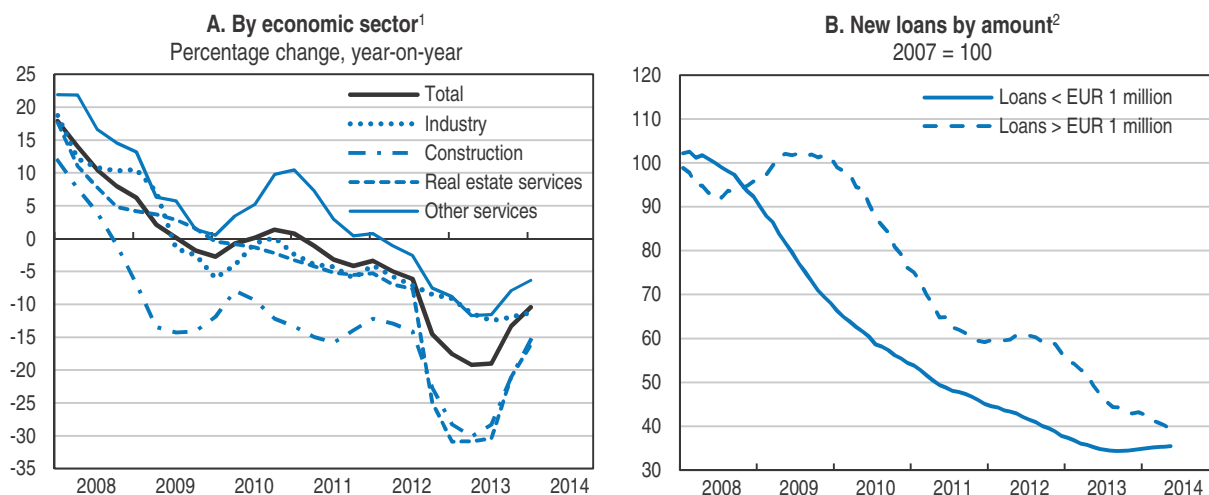 A. By economic sector1
Percentage change, year-on-year
25
20
15
10
5
0
-5
-10
-15
-20
-25
-30
-35
Total
Industry
Construction
Real estate services
Other services
2008 2009 2010 2011 2012 2013 2014
B. New loans by amount2
2007 = 100
120
110
100
90
80
70
60
50
40
30
Loans < EUR 1 million
Loans > EUR 1 million
2008 2009 2010 2011 2012 2013 2014